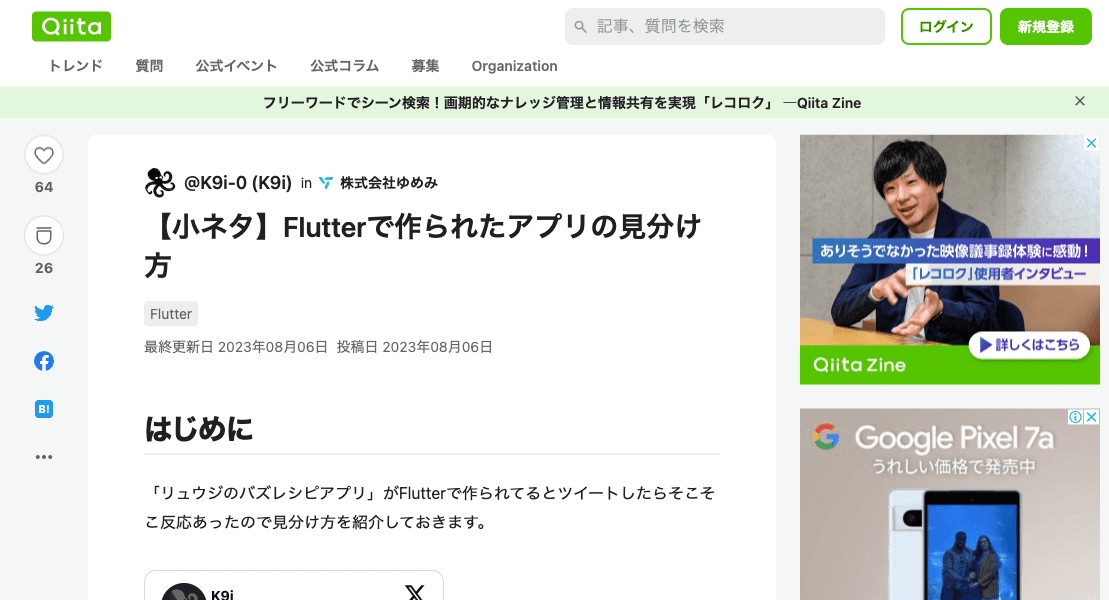 Qiita
記事、質問を検索
ログイン
新規登録
トレンド 質問 公式イベント 公式コラム 募集 Organization
フリーワードでシーン検索！画期的なナレッジ管理と情報共有を実現「レコロク」 —Qiita Zine
64
26
B!
@K9i-0 (K9i) in 株式会社ゆめみ
【小ネタ】Flutterで作られたアプリの見分け
方
Flutter
最終更新日 2023年08月06日 投稿日 2023年08月06日
はじめに
「リュウジのバズレシピアプリ」がFlutterで作られてるとツイートしたらそこそ
こ反応あったので見分け方を紹介しておきます。
K9i
ありそうでなかった映像議事録体験に感動！
「レコロク」使用者インタビュー
詳しくはこちら
Qiita Zine
Google Pixel 7a
うれしい価格で発売中